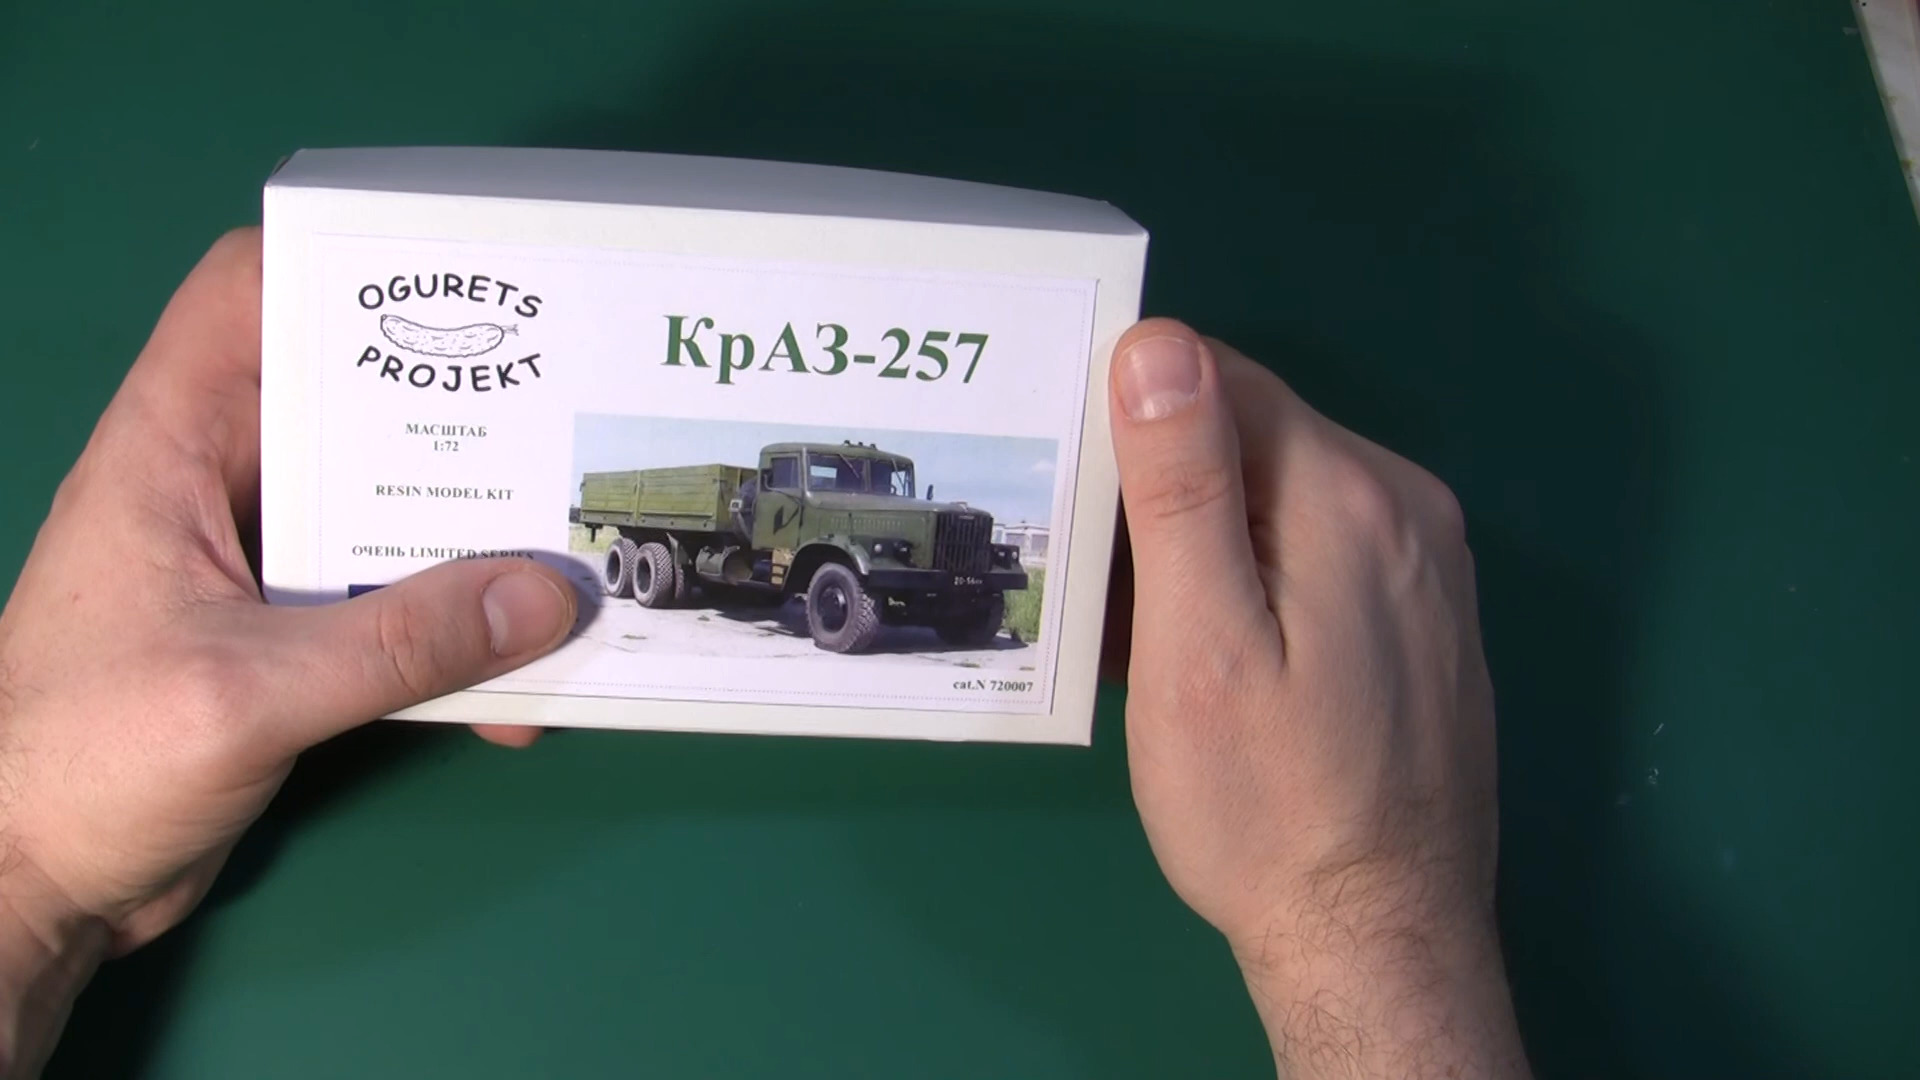 OGURETS
PROJEKT
КрАЗ-257
МАСШТАБ
1:72
RESIN MODEL KIT
ОЧЕНЬ LIMITED SERIES
cat.N 720007